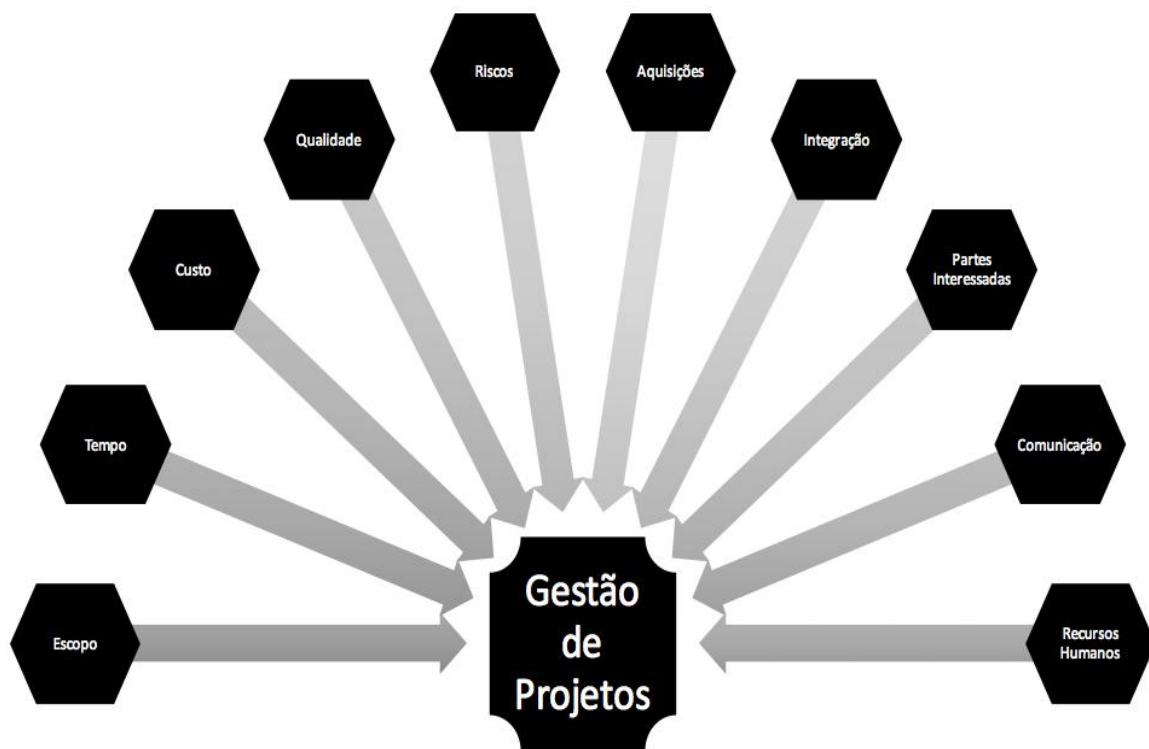 Riscos
Aquisições
Qualidade
Integração
Custo
Partes
Interessadas
Tempo
Comunicação
Escopo
Gestão
de
Projetos
Recursos
Humanos